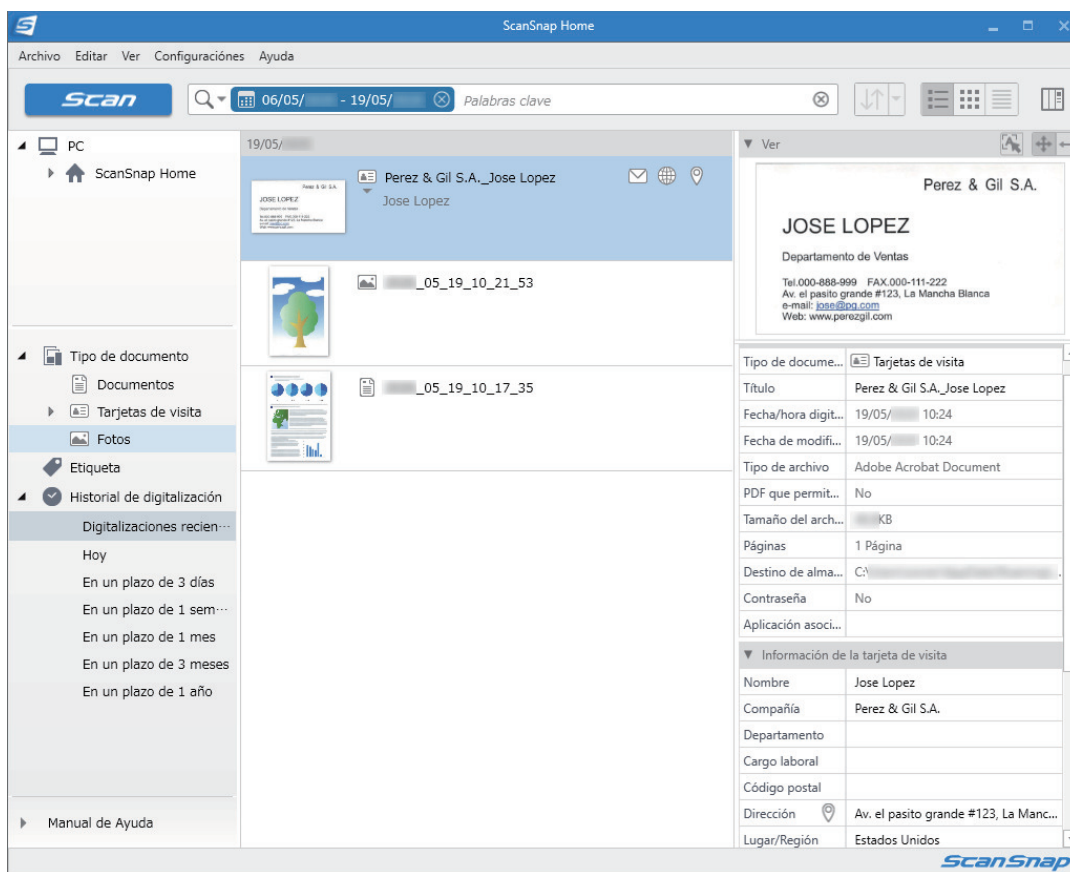 ScanSnap Home
Archivo Editar Ver Configuraciónes Ayuda
Scan
06/05/ - 19/05/ Palabras clave
PC
ScanSnap Home
Tipo de documento
Documentos
Tarjetas de visita
Fotos
Etiqueta
Historial de digitalización
Digitalizaciones recien...
Hoy
En un plazo de 3 días
En un plazo de 1 sem...
En un plazo de 1 mes
En un plazo de 3 meses
En un plazo de 1 año
Manual de Ayuda
19/05/
Perez & Gil S.A._Jose Lopez
Jose Lopez
_05_19_10_21_53
_05_19_10_17_35
Ver
Perez & Gil S.A.
JOSE LOPEZ
Departamento de Ventas
Tel.000-888-999 FAX.000-111-222
Av. el pasito grande #123, La Mancha Blanca
e-mail: jose@pg.com
Web: www.perezgil.com
Tipo de docume... Tarjetas de visita
Título Perez & Gil S.A._Jose Lopez
Fecha/hora digit... 19/05/ 10:24
Fecha de modifi... 19/05/ 10:24
Tipo de archivo Adobe Acrobat Document
PDF que permit... No
Tamaño del arch... KB
Páginas 1 Página
Destino de alma... C:\
Contraseña No
Aplicación asoci...
Información de la tarjeta de visita
Nombre Jose Lopez
Compañía Perez & Gil S.A.
Departamento
Cargo laboral
Código postal
Dirección Av. el pasito grande #123, La Manc...
Lugar/Región Estados Unidos
ScanSnap